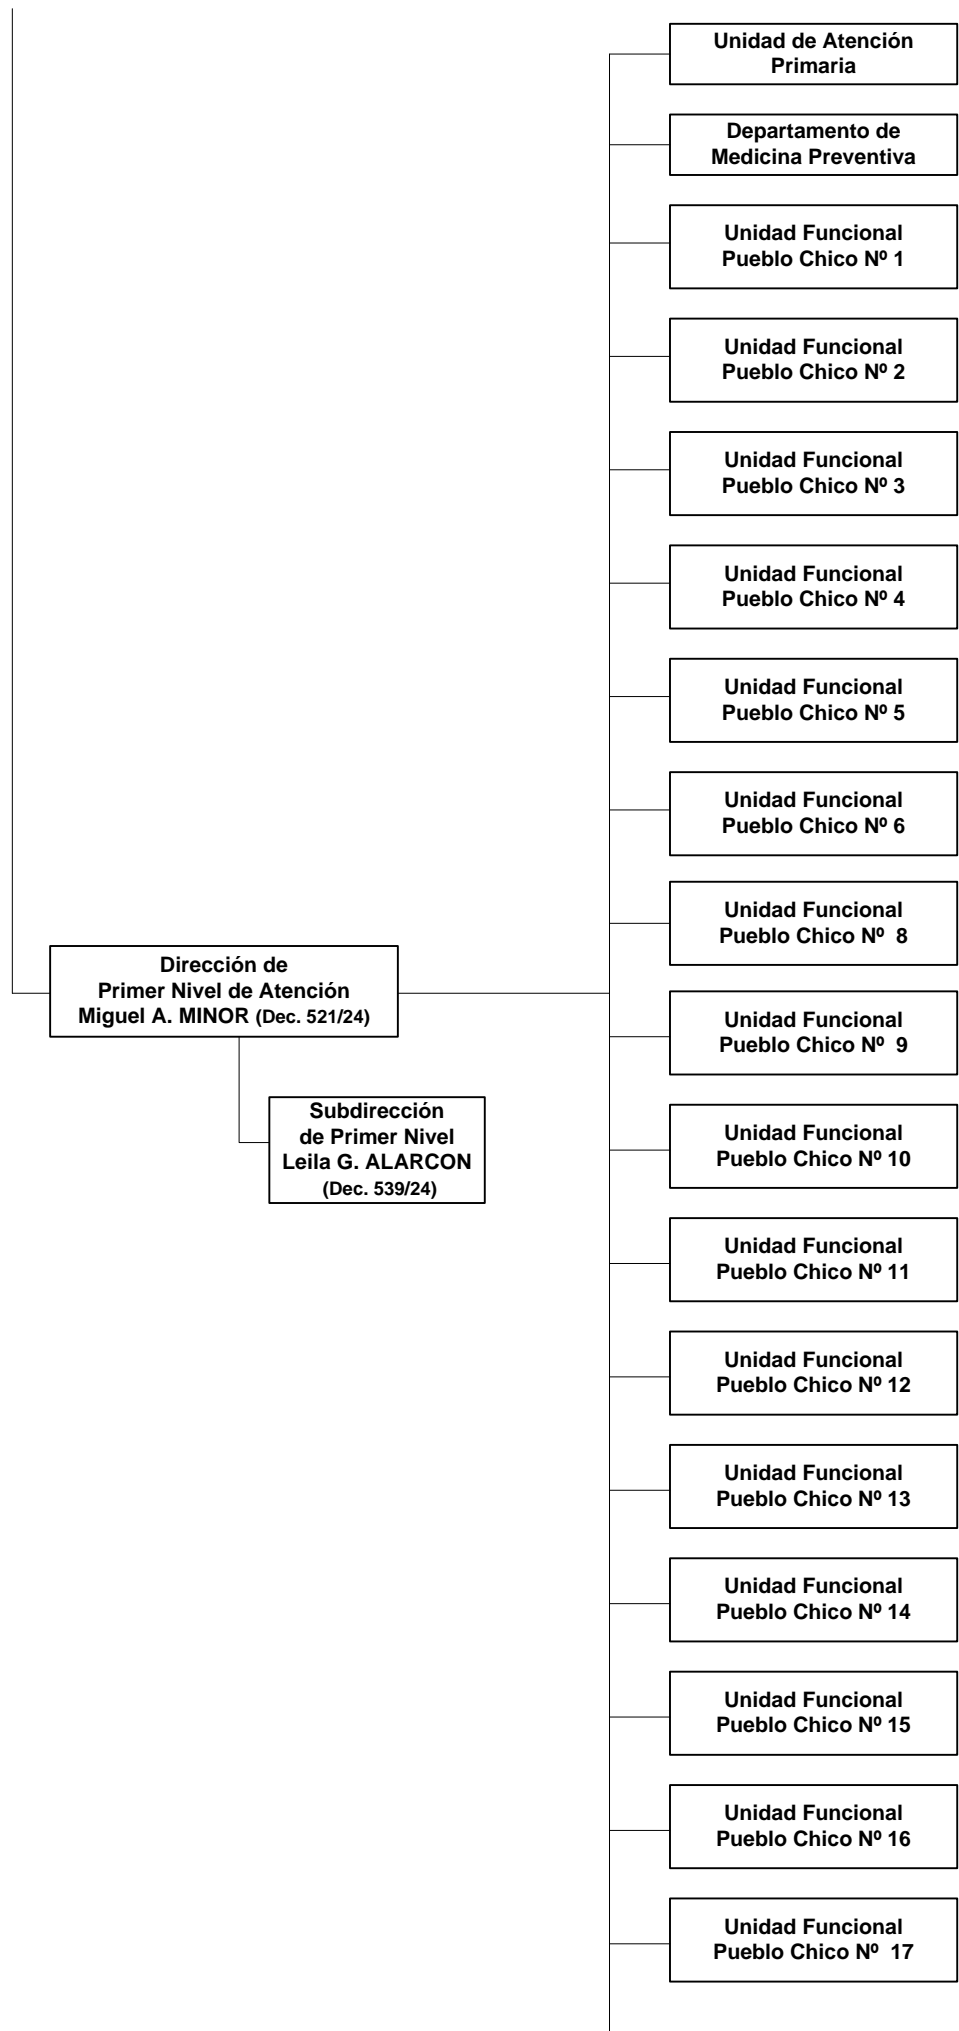 Unidad de Atención
Primaria
Departamento de
Medicina Preventiva
Unidad Funcional
Pueblo Chico Nº 1
Unidad Funcional
Pueblo Chico Nº 2
Unidad Funcional
Pueblo Chico Nº 3
Unidad Funcional
Pueblo Chico Nº 4
Unidad Funcional
Pueblo Chico Nº 5
Unidad Funcional
Pueblo Chico Nº 6
Unidad Funcional
Pueblo Chico Nº 8
Dirección de
Primer Nivel de Atención
Miguel A. MINOR (Dec. 521/24)
Unidad Funcional
Pueblo Chico Nº 9
Subdirección
de Primer Nivel
Leila G. ALARCON
(Dec. 539/24)
Unidad Funcional
Pueblo Chico Nº 10
Unidad Funcional
Pueblo Chico Nº 11
Unidad Funcional
Pueblo Chico Nº 12
Unidad Funcional
Pueblo Chico Nº 13
Unidad Funcional
Pueblo Chico Nº 14
Unidad Funcional
Pueblo Chico Nº 15
Unidad Funcional
Pueblo Chico Nº 16
Unidad Funcional
Pueblo Chico Nº 17